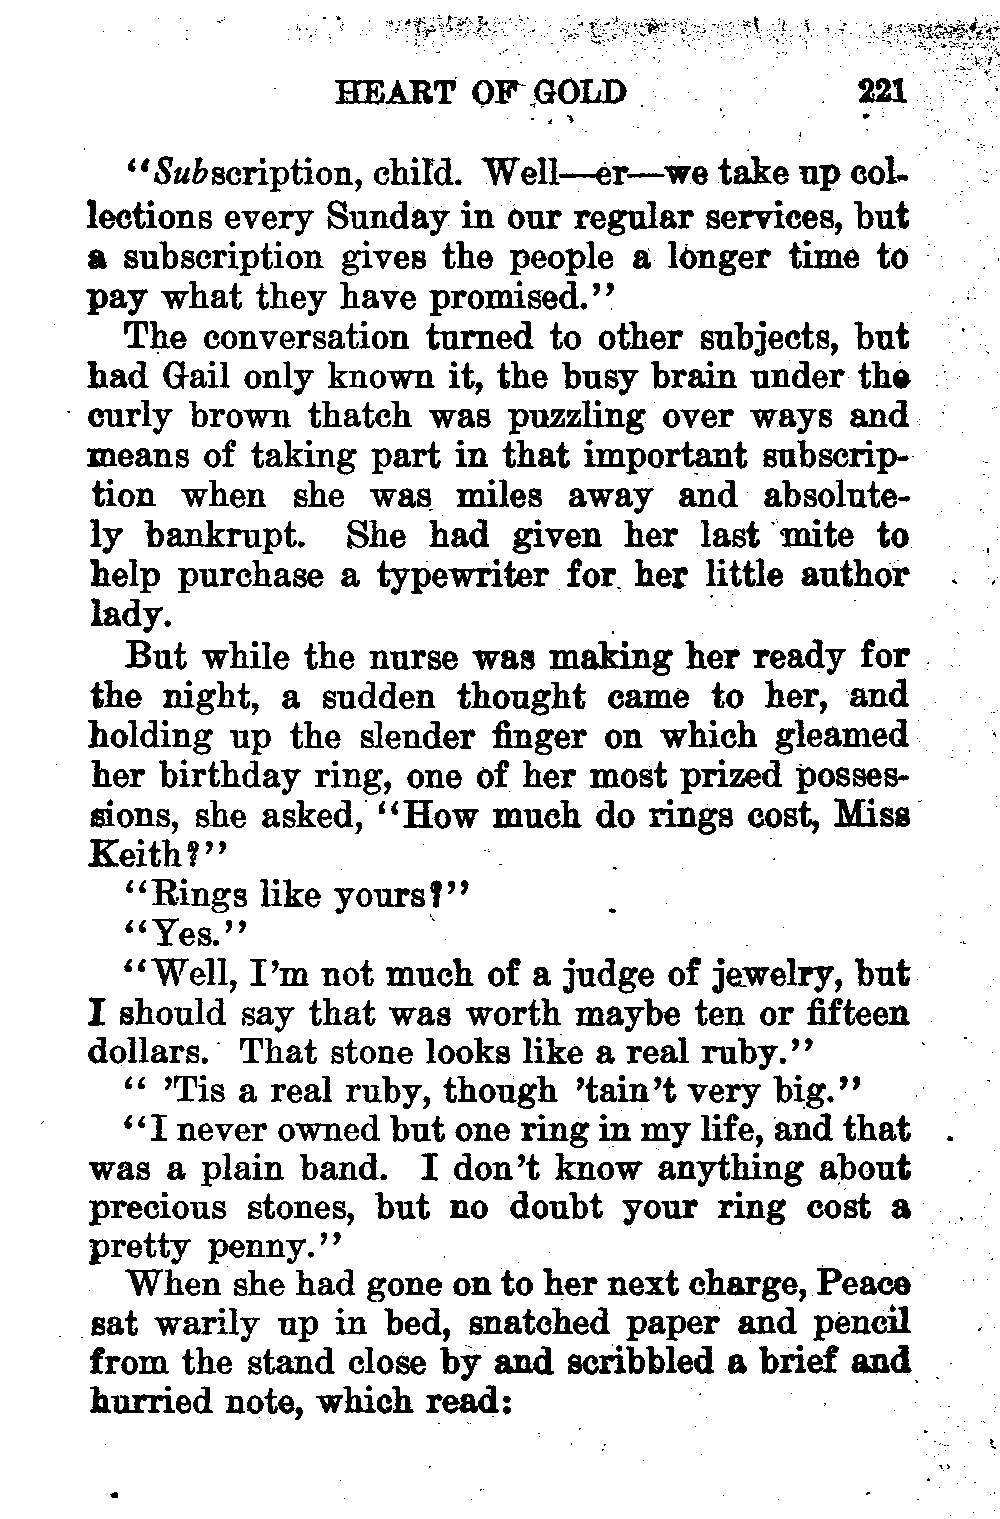 HEART OF GOLD 221
"Subscription, child. Well—er—we take up col-
lections every Sunday in our regular services, but
a subscription gives the people a longer time to
pay what they have promised."
The conversation turned to other subjects, but
had Gail only known it, the busy brain under the
curly brown thatch was puzzling over ways and
means of taking part in that important subscrip-
tion when she was miles away and absolute-
ly bankrupt. She had given her last mite to
help purchase a typewriter for her little author
lady.
But while the nurse was making her ready for
the night, a sudden thought came to her, and
holding up the slender finger on which gleamed
her birthday ring, one of her most prized posses-
sions, she asked, "How much do rings cost, Miss
Keith?"
"Rings like yours?"
"Yes."
"Well, I'm not much of a judge of jewelry, but
I should say that was worth maybe ten or fifteen
dollars. That stone looks like a real ruby."
" 'Tis a real ruby, though 'tain't very big."
"I never owned but one ring in my life, and that
was a plain band. I don't know anything about
precious stones, but no doubt your ring cost a
pretty penny."
When she had gone on to her next charge, Peace
sat warily up in bed, snatched paper and pencil
from the stand close by and scribbled a brief and
hurried note, which read: